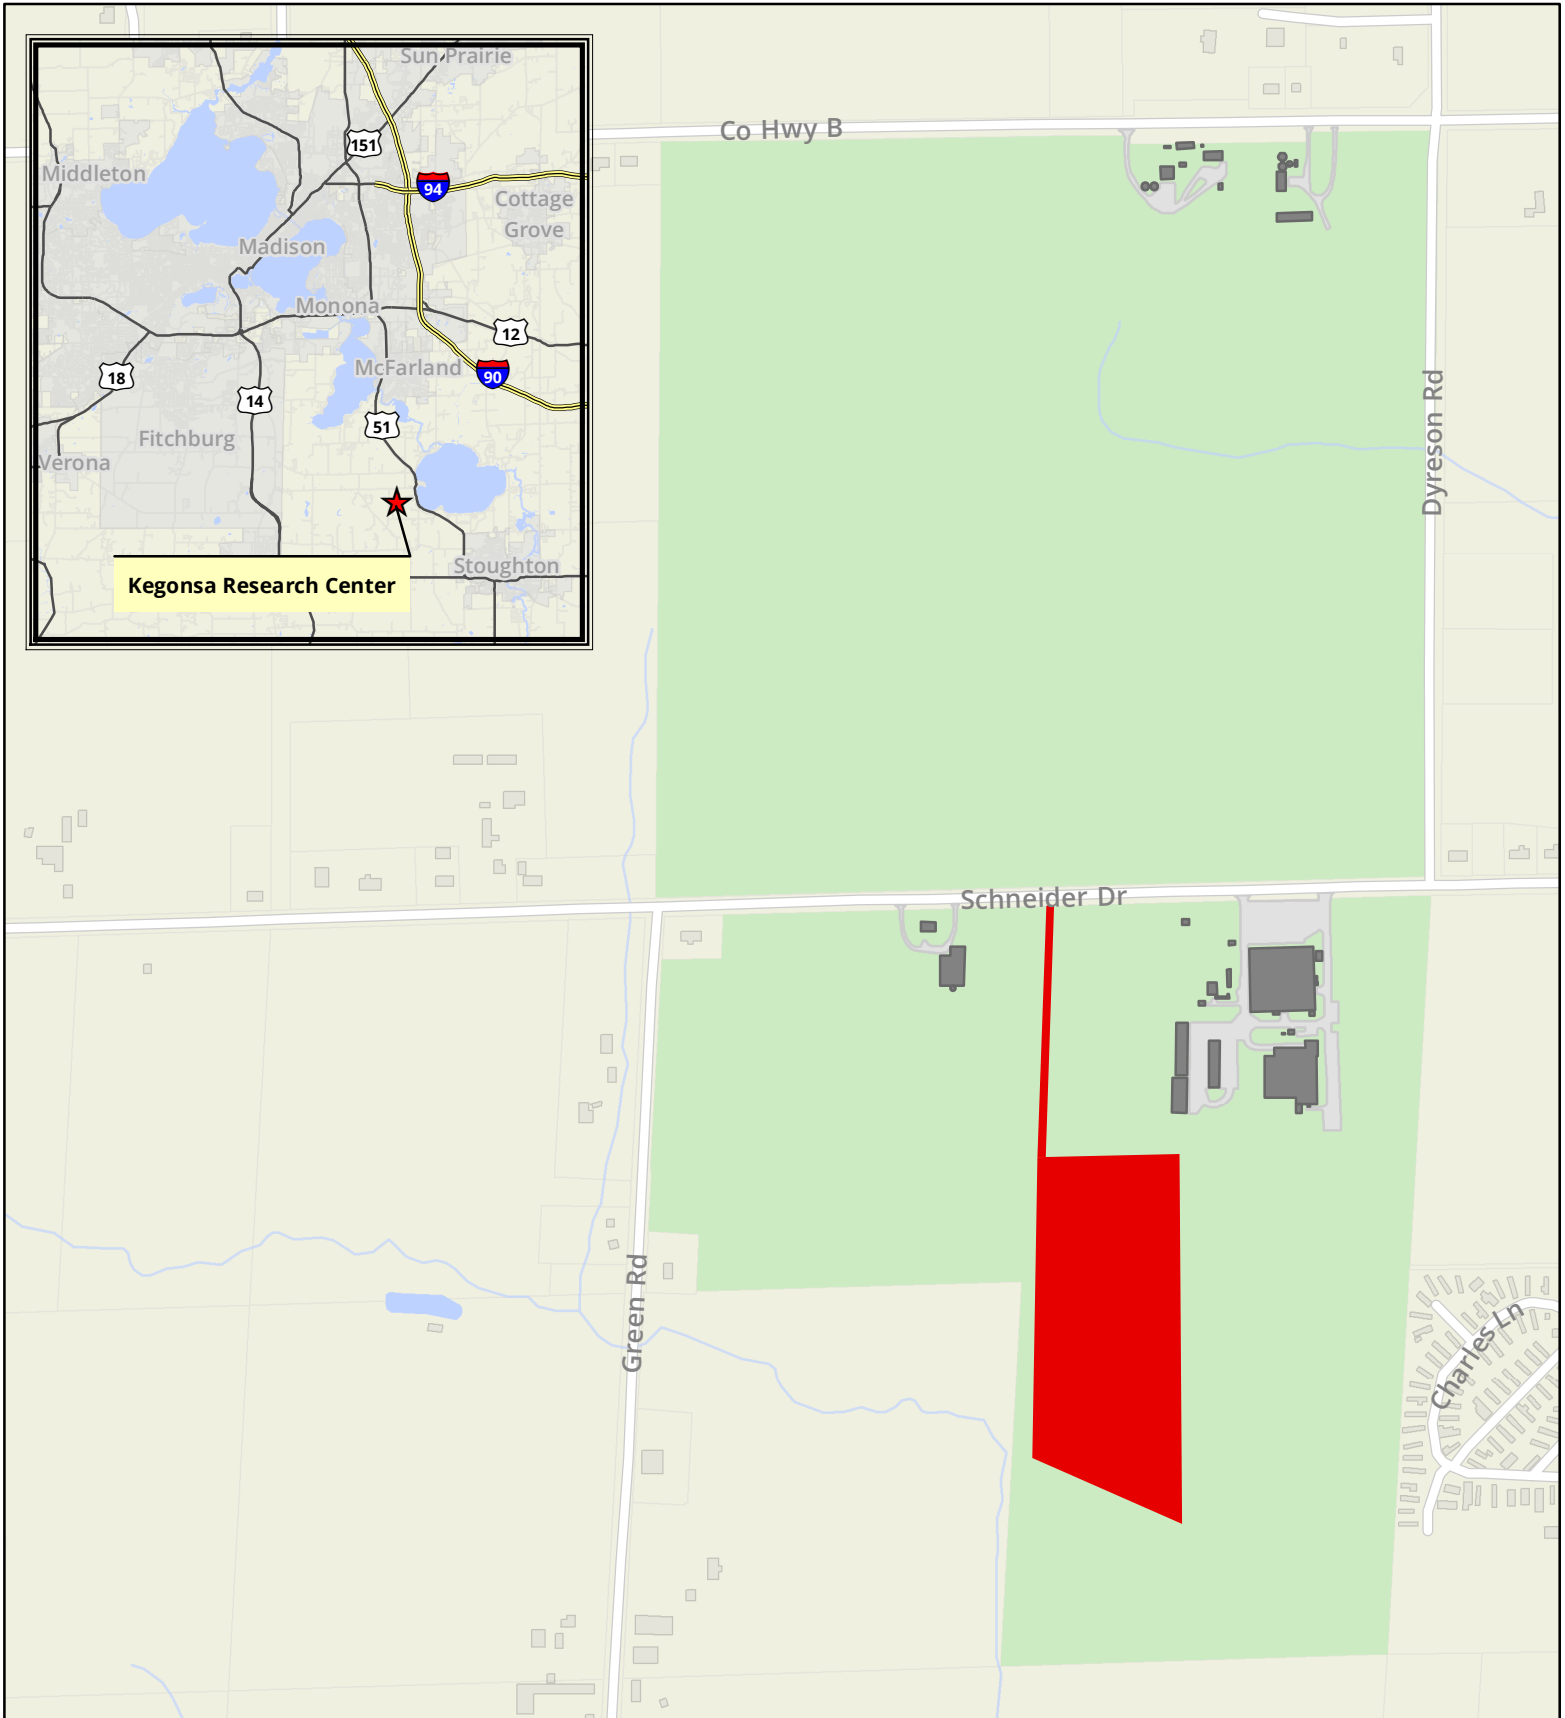 Sun Prairie
151
Middleton
94
Cottage
Grove
Madison
Monona
12
McFarland
90
18
14
51
Fitchburg
Verona
Stoughton
Kegonsa Research Center
Co Hwy B
Dyreson Rd
Schneider Dr
Green Rd
Charles Ln